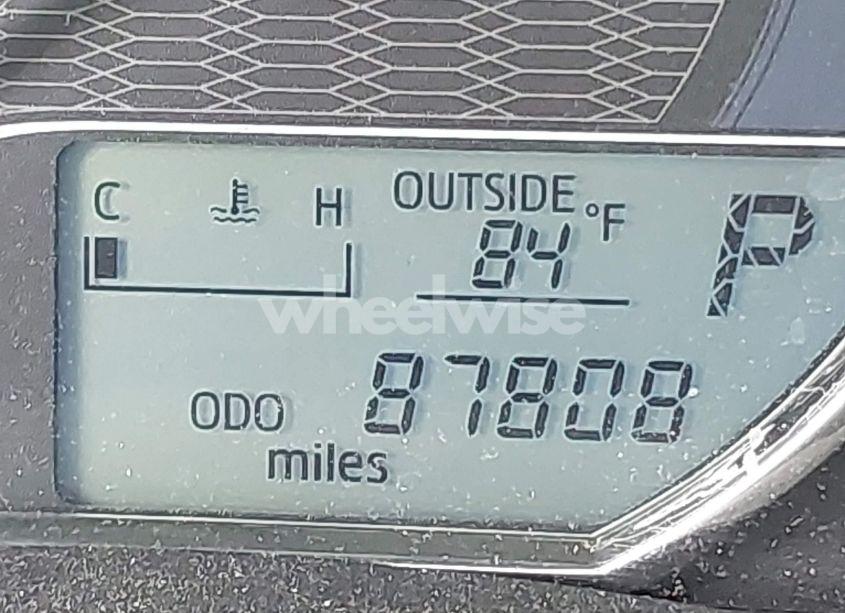 C H OUTSIDE °F P
84
wheelwise
ODO 87808
miles